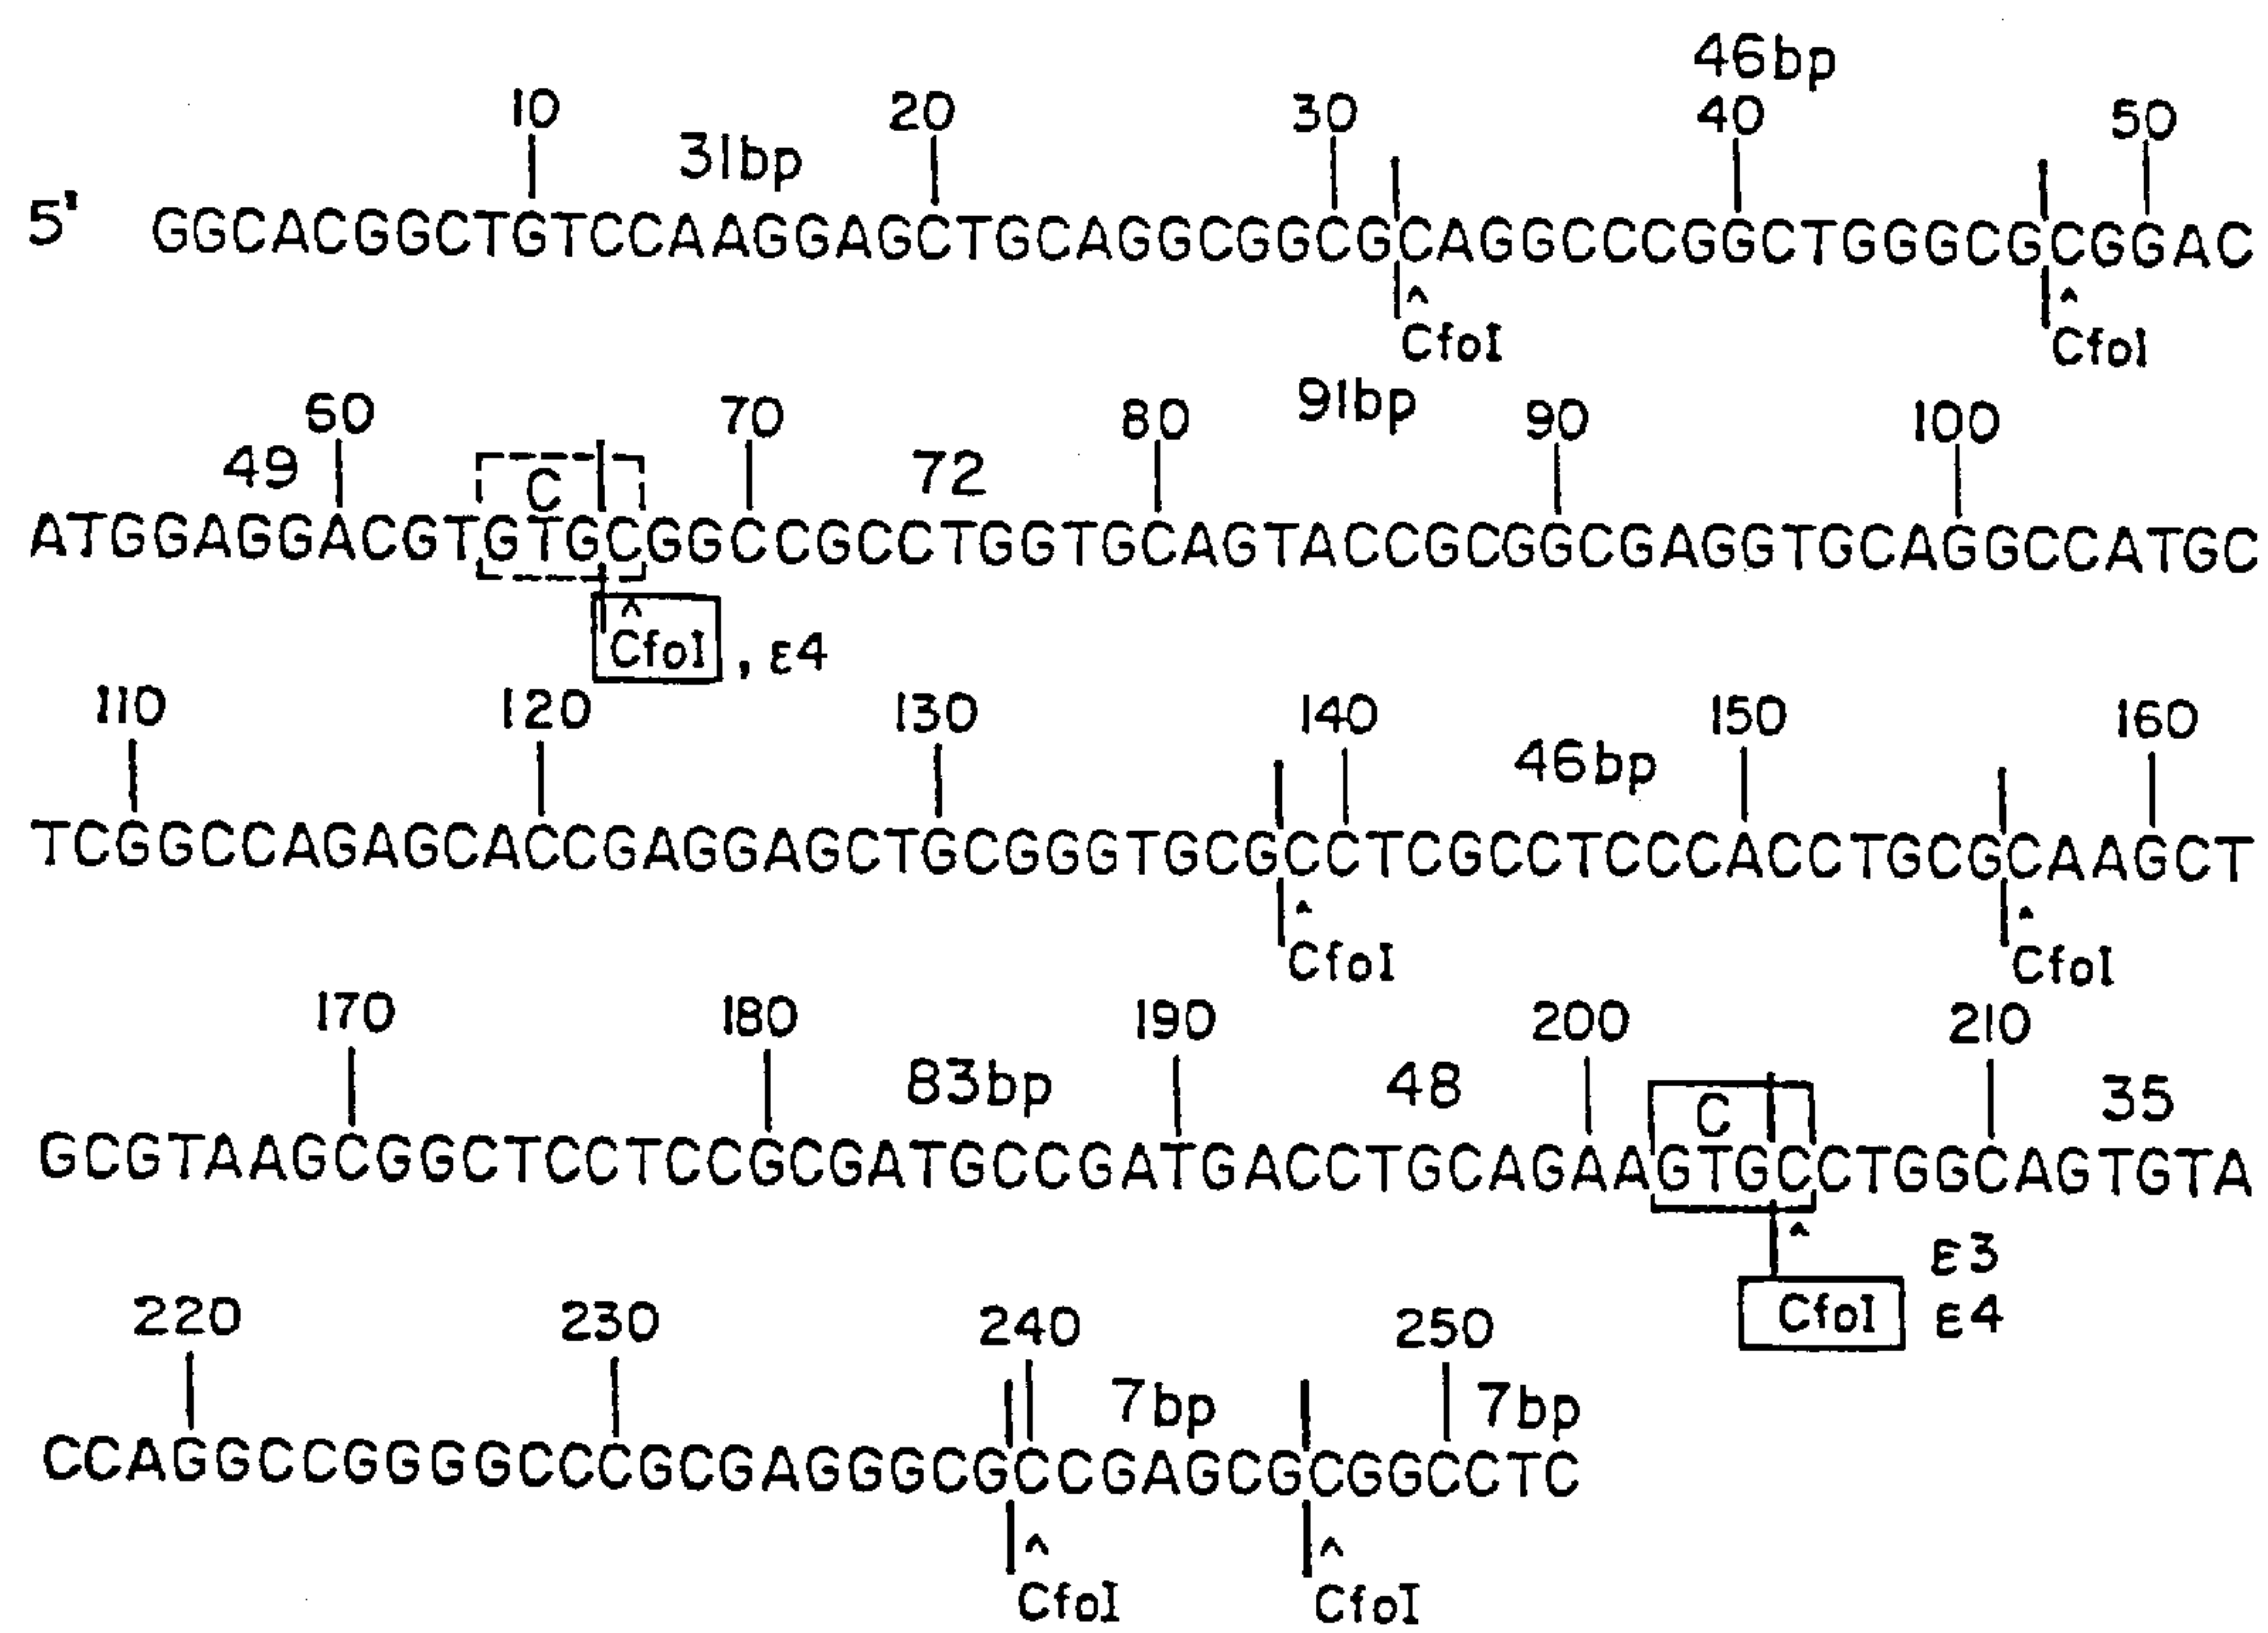 46bp
10 20 30 40 50
31bp
5' GGCACGGCTGTCCAAGGAGCTGCAGGCGGCGCAGGCCCGGCTGGGCGCGGAC
^ ^
CfoI CfoI
91bp
60 70 80 90 100
49 C 72
ATGGAGGACGTGTGCGGCCGCCTGGTGCAGTACCGCGGCGAGGTGCAGGCCATGC
^
CfoI , ε4
110 120 130 140 150 160
46bp
TCGGCCAGAGCACCGAGGAGCTGCGGGTGCGCCTCGCCTCCCACCTGCGCAAGCT
^ ^
CfoI CfoI
170 180 190 200 210
83bp 48 C 35
GCGTAAGCGGCTCCTCCGCGATGCCGATGACCTGCAGAAGTGCCTGGCAGTGTA
^
ε3
CfoI ε4
220 230 240 250
7bp 7bp
CCAGGCCGGGGCCCGCGAGGGCGCCGAGCGCGGCCTC
^ ^
CfoI CfoI